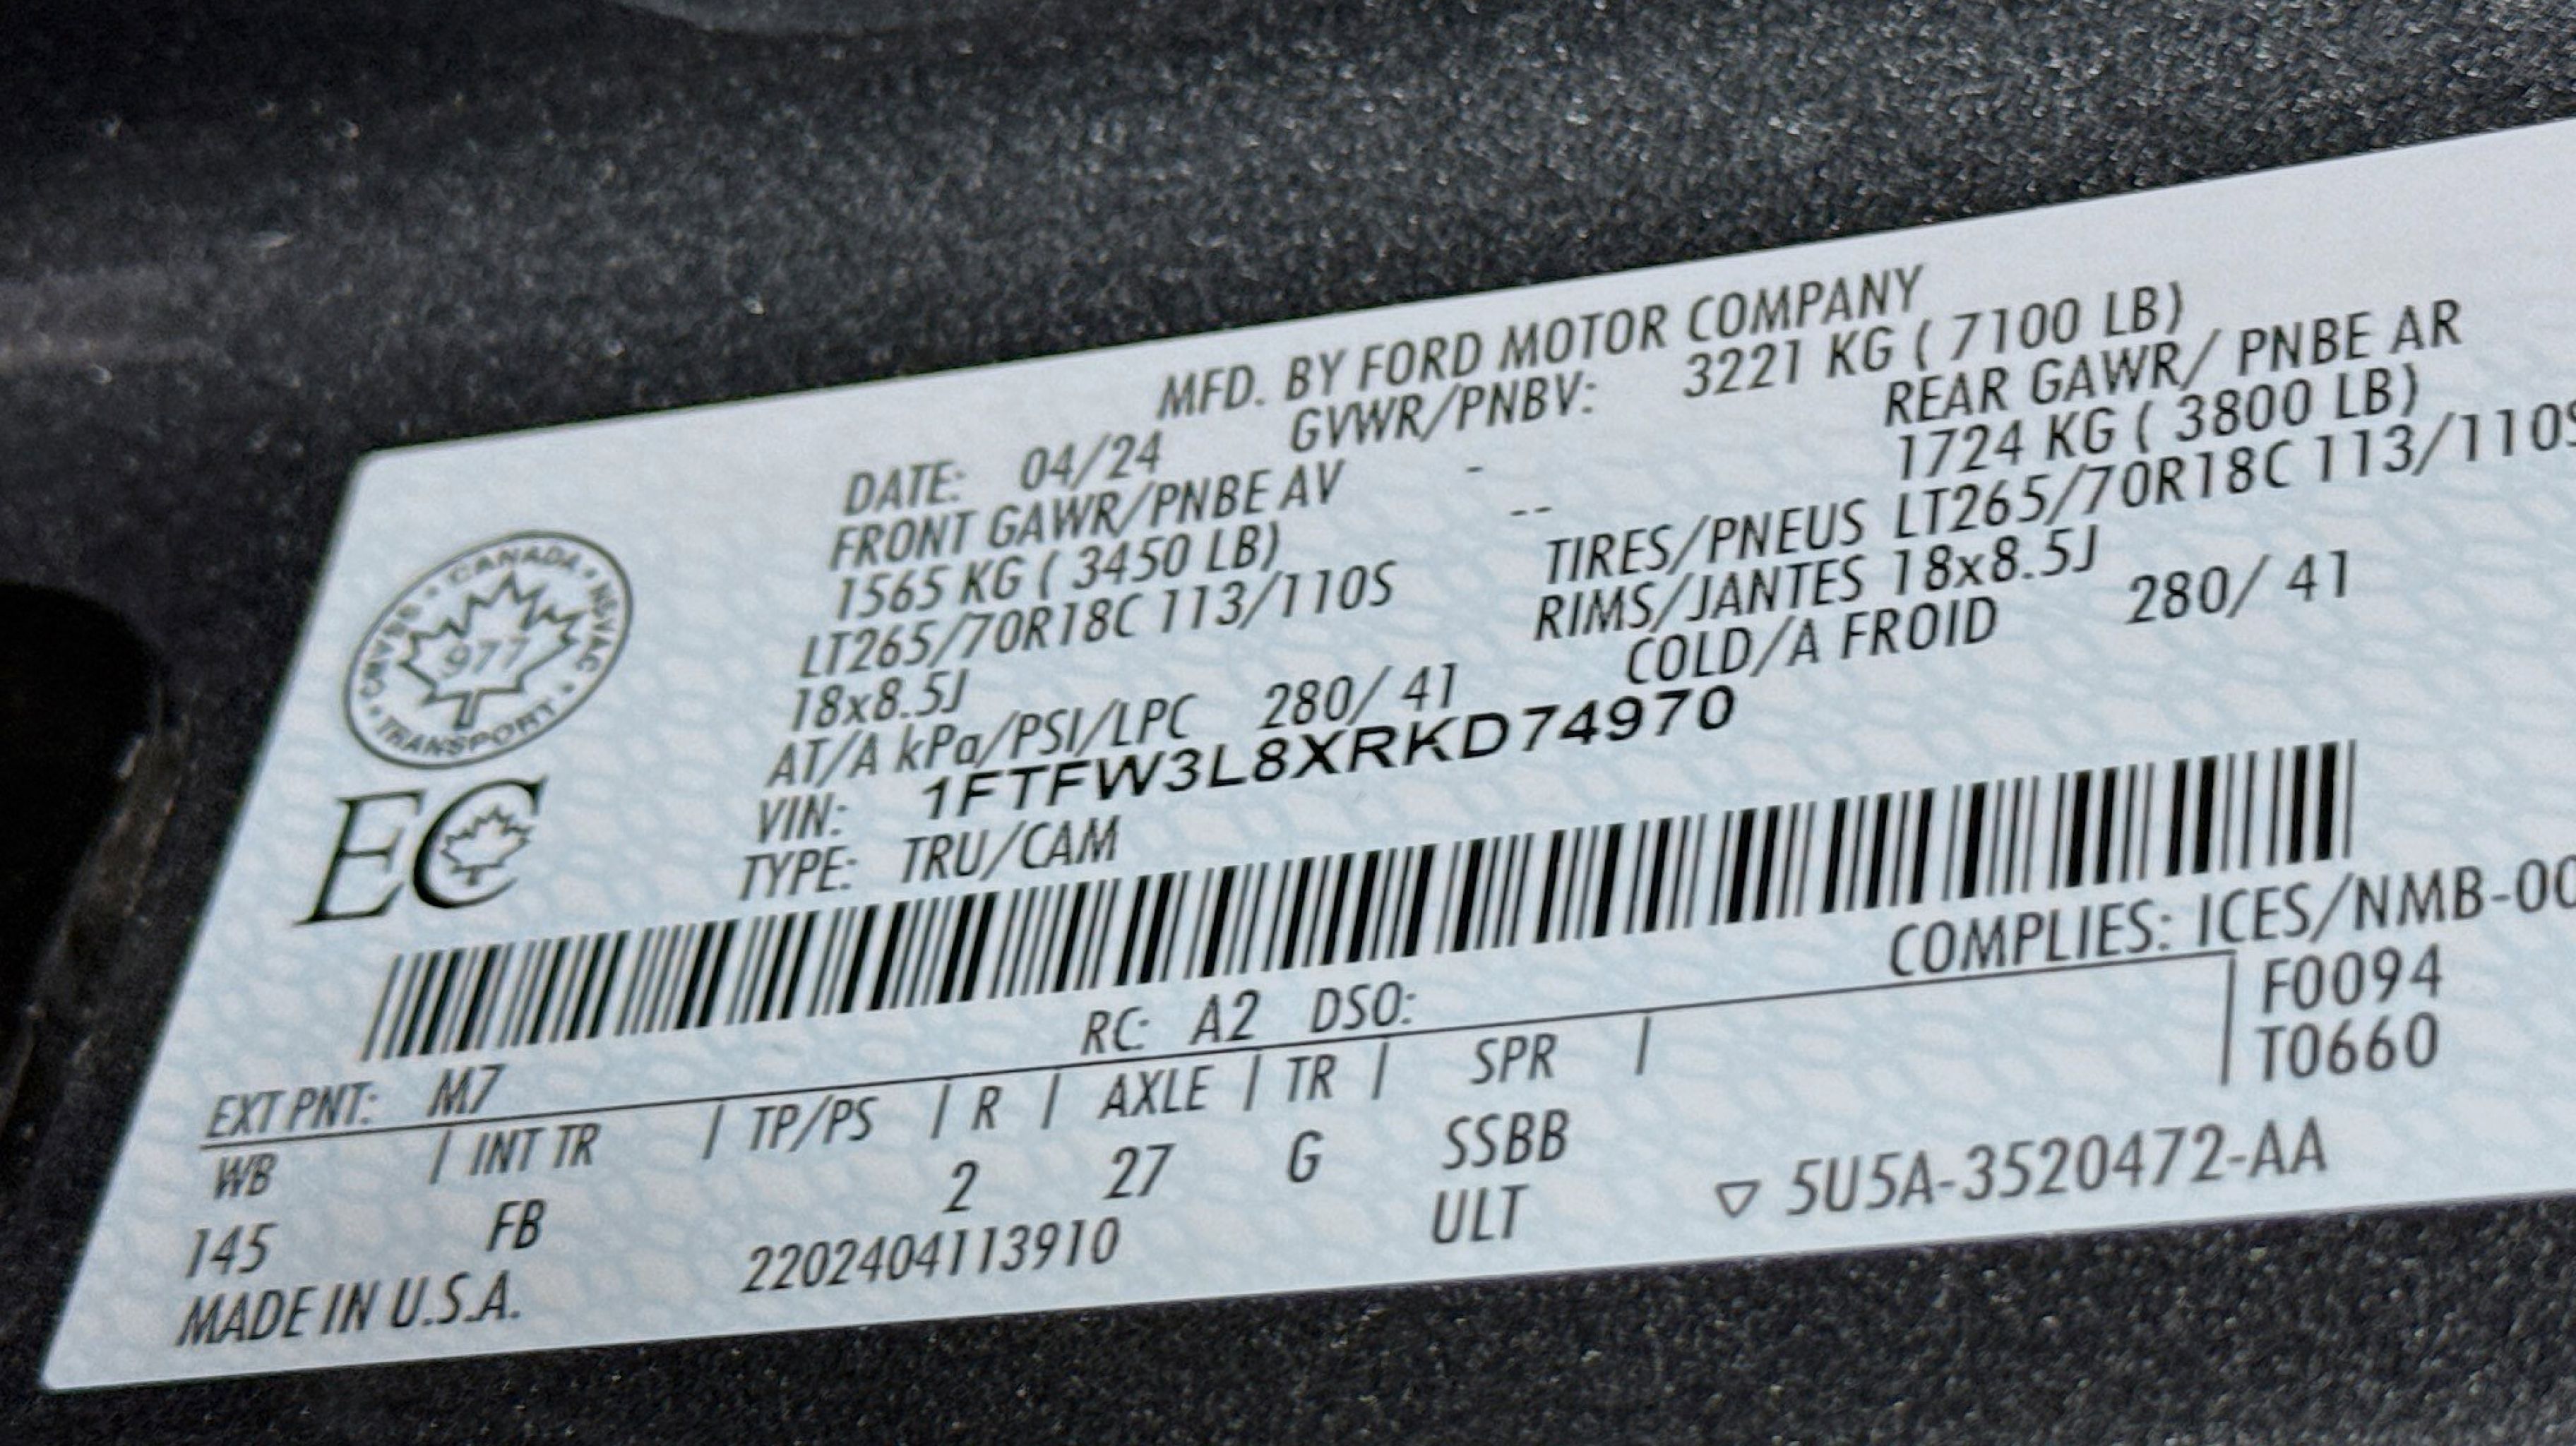 MFD. BY FORD MOTOR COMPANY
DATE: 04/24 GVWR/PNBV: 3221 KG ( 7100 LB)
FRONT GAWR/PNBE AV - REAR GAWR/ PNBE AR
1565 KG ( 3450 LB) -- 1724 KG ( 3800 LB)
LT265/70R18C 113/110S TIRES/PNEUS LT265/70R18C 113/110S
18x8.5J RIMS/JANTES 18x8.5J
AT/A kPa/PSI/LPC 280/ 41 COLD/A FROID 280/ 41
VIN: 1FTFW3L8XRKD74970
TYPE: TRU/CAM
CANADA • NSVAC • TRANSPORT • CMVSS •
977
EC
COMPLIES: ICES/NMB-00
EXT PNT: M7 RC: A2 DSO:
WB | INT TR | TP/PS | R | AXLE | TR | SPR | F0094
145 FB 2 27 G SSBB T0660
MADE IN U.S.A. 2202404113910 ULT ▽ 5U5A-3520472-AA